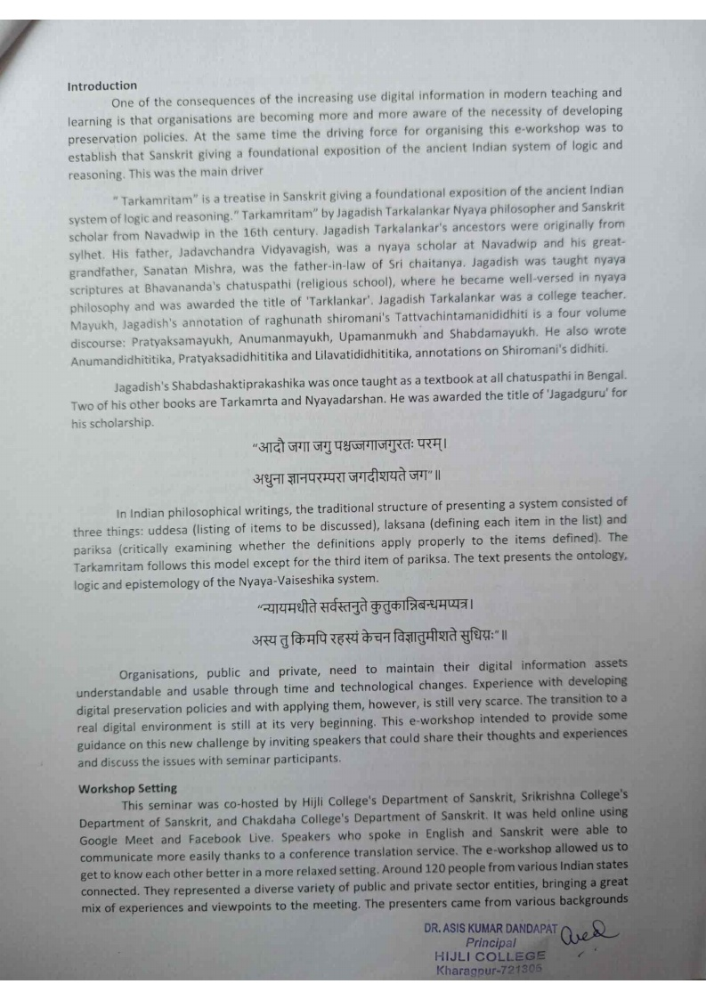 Introduction
One of the consequences of the increasing use digital information in modern teaching and
learning is that organisations are becoming more and more aware of the necessity of developing
preservation policies. At the same time the driving force for organising this e-workshop was to
establish that Sanskrit giving a foundational exposition of the ancient Indian system of logic and
reasoning. This was the main driver
" Tarkamritam" is a treatise in Sanskrit giving a foundational exposition of the ancient Indian
system of logic and reasoning." Tarkamritam" by Jagadish Tarkalankar Nyaya philosopher and Sanskrit
scholar from Navadwip in the 16th century. Jagadish Tarkalankar's ancestors were originally from
sylhet. His father, Jadavchandra Vidyavagish, was a nyaya scholar at Navadwip and his great-
grandfather, Sanatan Mishra, was the father-in-law of Sri chaitanya. Jagadish was taught nyaya
scriptures at Bhavananda's chatuspathi (religious school), where he became well-versed in nyaya
philosophy and was awarded the title of 'Tarklankar'. Jagadish Tarkalankar was a college teacher.
Mayukh, Jagadish's annotation of raghunath shiromani's Tattvachintamanididhiti is a four volume
discourse: Pratyaksamayukh, Anumanmayukh, Upamanmukh and Shabdamayukh. He also wrote
Anumandidhititika, Pratyaksadidhititika and Lilavatididhititika, annotations on Shiromani's didhiti.
Jagadish's Shabdashaktiprakashika was once taught as a textbook at all chatuspathi in Bengal.
Two of his other books are Tarkamrta and Nyayadarshan. He was awarded the title of 'Jagadguru' for
his scholarship.
"आदौ जगा जगु पश्चज्जगाजगुरतः परम्।
अधुना ज्ञानपरम्परा जगदीशयते जग"॥
In Indian philosophical writings, the traditional structure of presenting a system consisted of
three things: uddesa (listing of items to be discussed), laksana (defining each item in the list) and
pariksa (critically examining whether the definitions apply properly to the items defined). The
Tarkamritam follows this model except for the third item of pariksa. The text presents the ontology,
logic and epistemology of the Nyaya-Vaiseshika system.
"न्यायमधीते सर्वस्तनुते कुतुकान्निबन्धमप्यत्र।
अस्य तु किमपि रहस्यं केचन विज्ञातुमीशते सुधिय़ः"॥
Organisations, public and private, need to maintain their digital information assets
understandable and usable through time and technological changes. Experience with developing
digital preservation policies and with applying them, however, is still very scarce. The transition to a
real digital environment is still at its very beginning. This e-workshop intended to provide some
guidance on this new challenge by inviting speakers that could share their thoughts and experiences
and discuss the issues with seminar participants.
Workshop Setting
This seminar was co-hosted by Hijli College's Department of Sanskrit, Srikrishna College's
Department of Sanskrit, and Chakdaha College's Department of Sanskrit. It was held online using
Google Meet and Facebook Live. Speakers who spoke in English and Sanskrit were able to
communicate more easily thanks to a conference translation service. The e-workshop allowed us to
get to know each other better in a more relaxed setting. Around 120 people from various Indian states
connected. They represented a diverse variety of public and private sector entities, bringing a great
mix of experiences and viewpoints to the meeting. The presenters came from various backgrounds
DR. ASIS KUMAR DANDAPAT
Principal
HIJLI COLLEGE
Kharagpur-721306